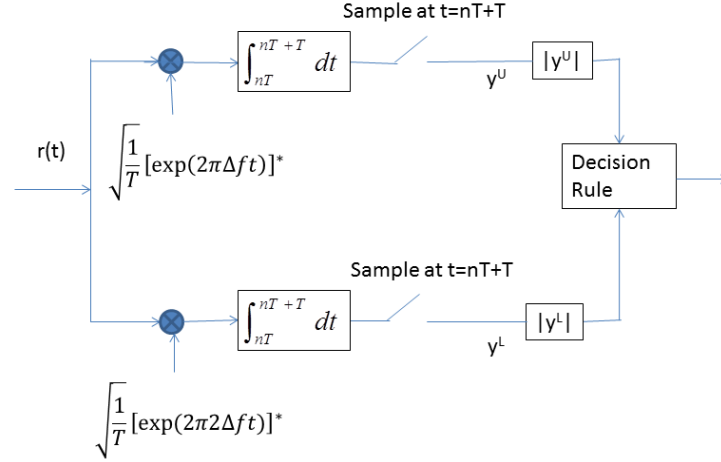 Sample at t=nT+T
∫_{nT}^{nT+T} dt
y^U
|y^U|
r(t)
√(1/T) [exp(2πΔft)]*
Decision
Rule
Sample at t=nT+T
∫_{nT}^{nT+T} dt
y^L
|y^L|
√(1/T) [exp(2π2Δft)]*